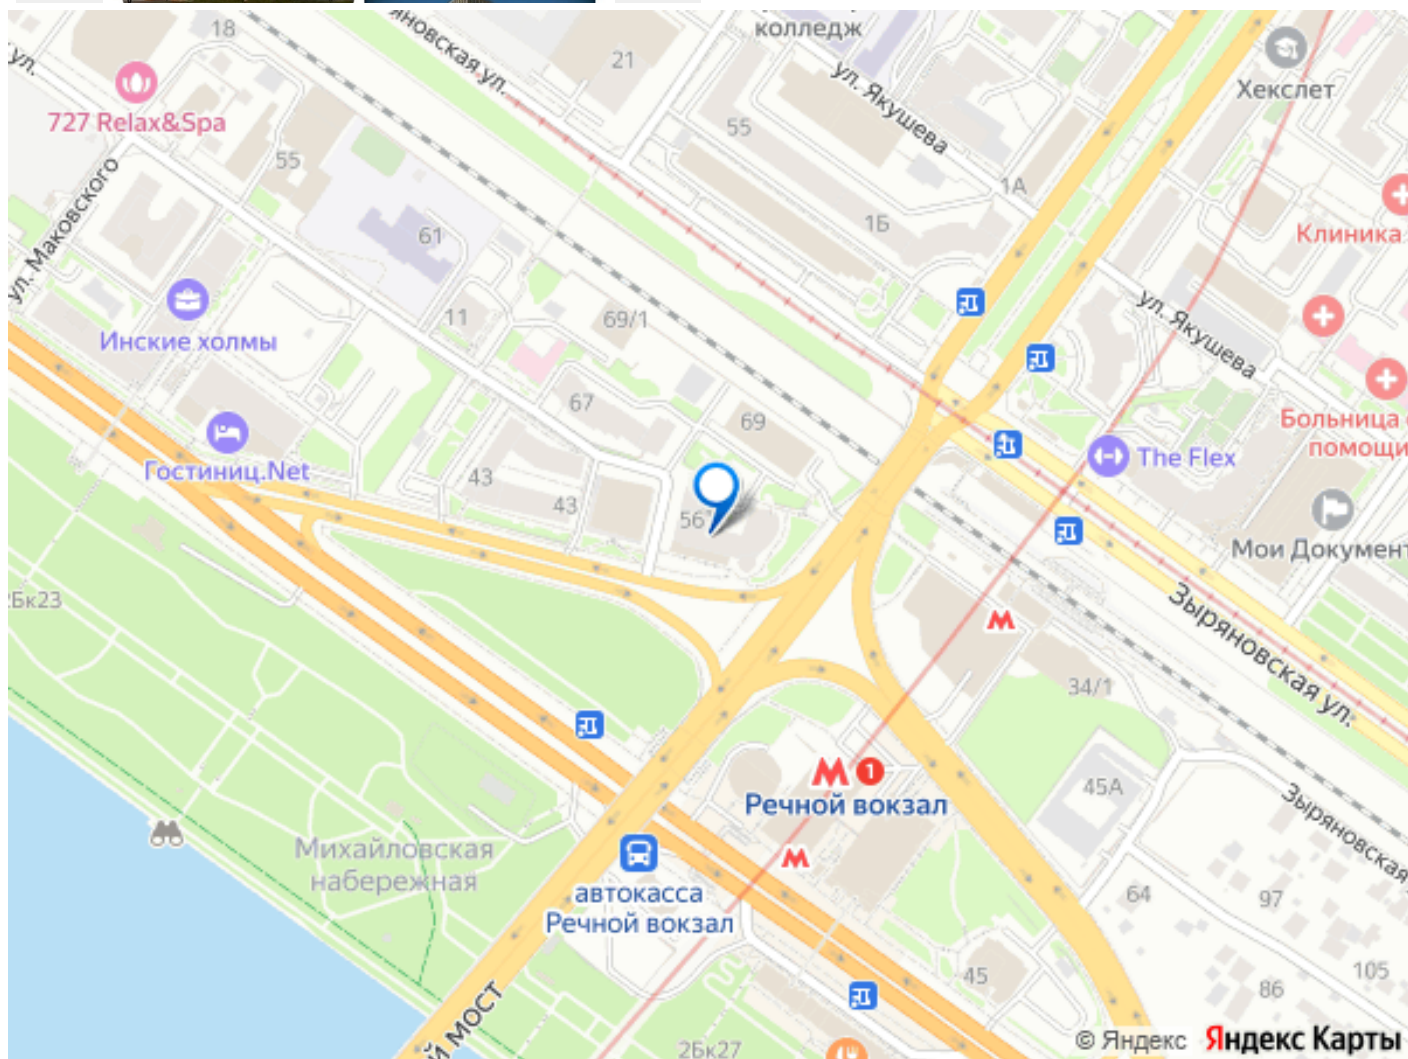 18
колледж
яновская ул.
21
ул.
Хекслет
727 Relax&Spa
ул. Якушева
55
55
1А
ул. Маковского
61
1Б
Клиника
Инские холмы
11
69/1
ул. Якушева
67
69
Больница
помощи
Гостиниц.Net
The Flex
43
43
56
Мои Документ
2Бк23
Зыряновская ул.
34/1
1
Речной вокзал
45А
Зыряновская
Михайловская
набережная
автокасса
Речной вокзал
64
97
45
105
86
й мост
2Бк27
© Яндекс Яндекс Карты